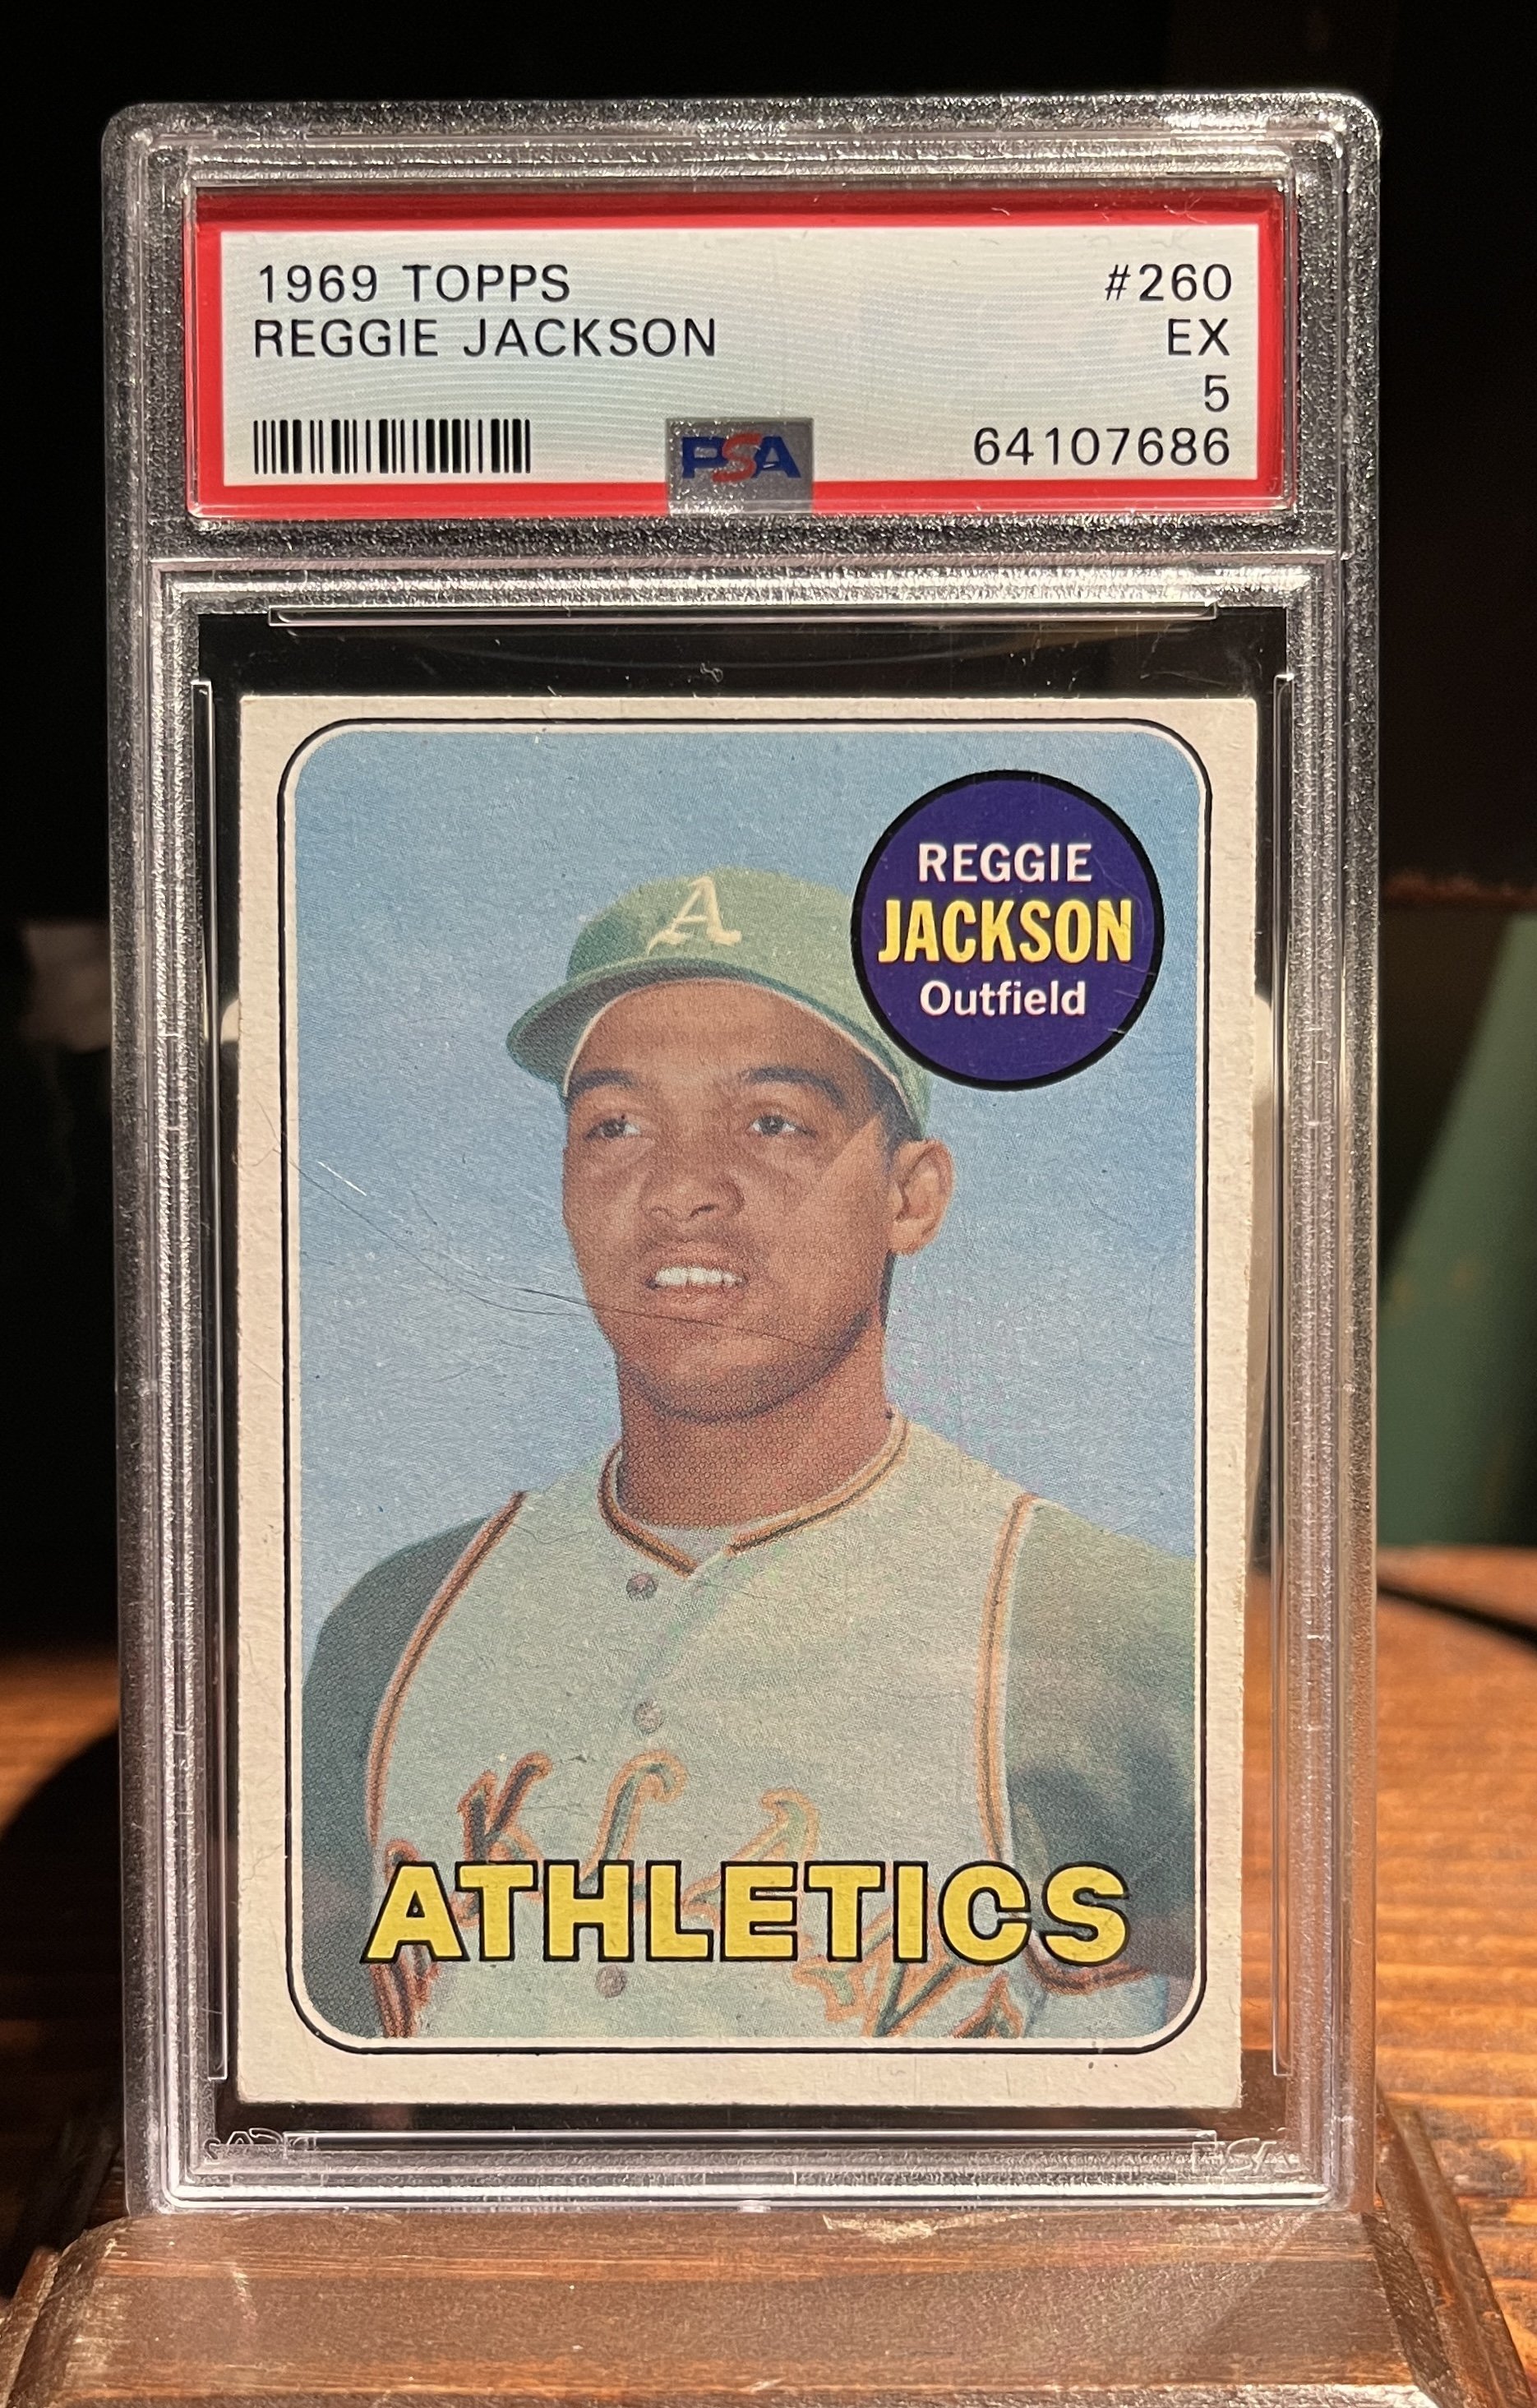 1969 TOPPS #260
REGGIE JACKSON EX
5
PSA 64107686
REGGIE
JACKSON
Outfield
A
K S A
ATHLETICS